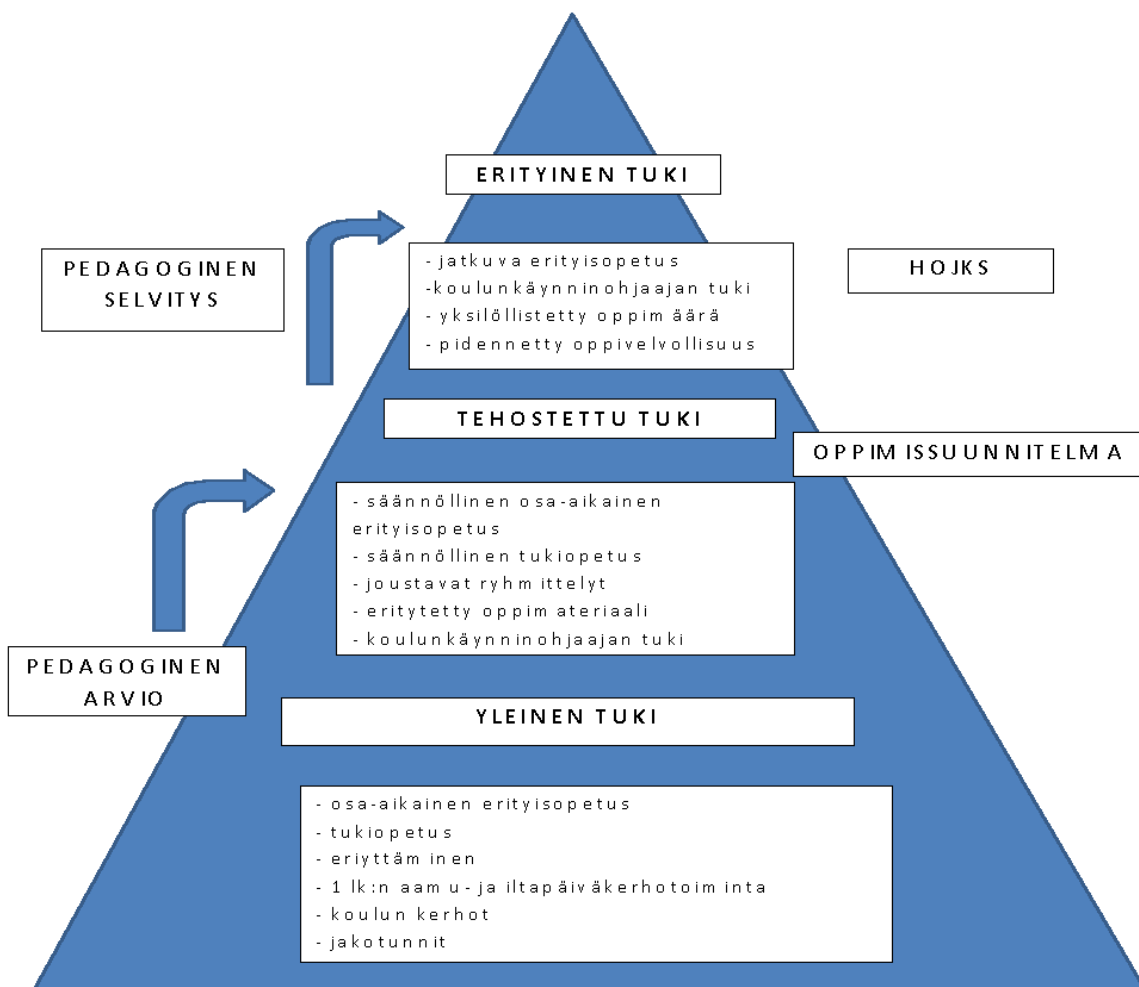 ERITYINEN TUKI
PEDAGOGINEN
SELVITYS
- jatkuva erityisopetus
-koulunkäynninohjaajan tuki
- yksilöllistetty oppimäärä
- pidennetty oppivelvollisuus
HOJKS
TEHOSTETTU TUKI
OPPIMISSUUNNITELMA
- säännöllinen osa-aikainen
erityisopetus
- säännöllinen tukiopetus
- joustavat ryhmittelyt
- eritytetty oppimateriaali
- koulunkäynninohjaajan tuki
PEDAGOGINEN
ARVIO
YLEINEN TUKI
- osa-aikainen erityisopetus
- tukiopetus
- eriyttäminen
- 1 lk:n aamu- ja iltapäiväkerhotoiminta
- koulun kerhot
- jakotunnit